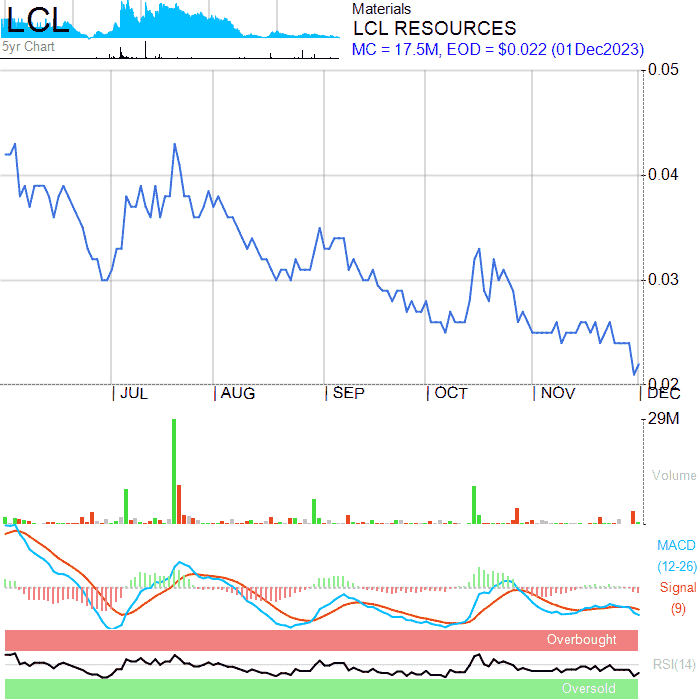 LCL
5yr Chart
Materials
LCL RESOURCES
MC = 17.5M, EOD = $0.022 (01Dec2023)
0.05
0.04
0.03
0.02
JUL AUG SEP OCT NOV DEC
29M
Volume
MACD
(12-26)
Signal
(9)
Overbought
RSI(14)
Oversold